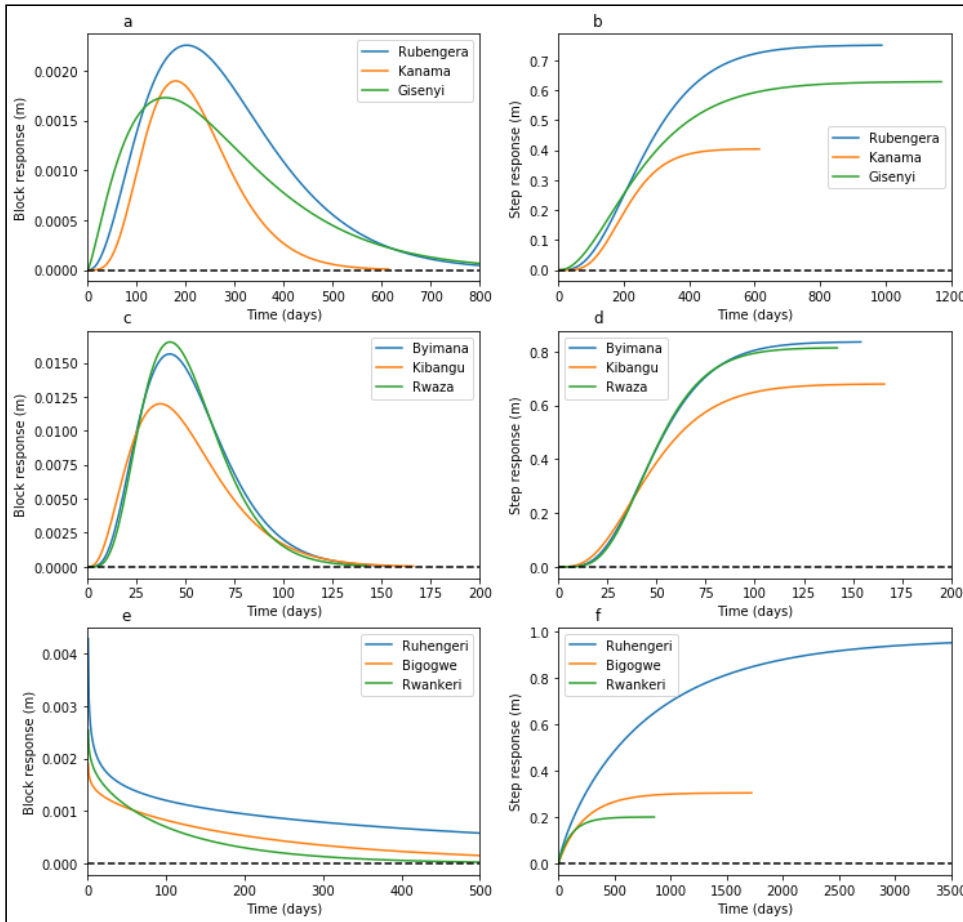 a
Block response (m)
0.0020
0.0015
0.0010
0.0005
0.0000
Rubengera
Kanama
Gisenyi
0 100 200 300 400 500 600 700 800
Time (days)
b
Step response (m)
0.7
0.6
0.5
0.4
0.3
0.2
0.1
0.0
Rubengera
Kanama
Gisenyi
0 200 400 600 800 1000 1200
Time (days)
c
Block response (m)
0.0150
0.0125
0.0100
0.0075
0.0050
0.0025
0.0000
Byimana
Kibangu
Rwaza
0 25 50 75 100 125 150 175 200
Time (days)
d
Step response (m)
0.8
0.6
0.4
0.2
0.0
Byimana
Kibangu
Rwaza
0 25 50 75 100 125 150 175 200
Time (days)
e
Block response (m)
0.004
0.003
0.002
0.001
0.000
Ruhengeri
Bigogwe
Rwankeri
0 100 200 300 400 500
Time (days)
f
Step response (m)
1.0
0.8
0.6
0.4
0.2
0.0
Ruhengeri
Bigogwe
Rwankeri
0 500 1000 1500 2000 2500 3000 3500
Time (days)